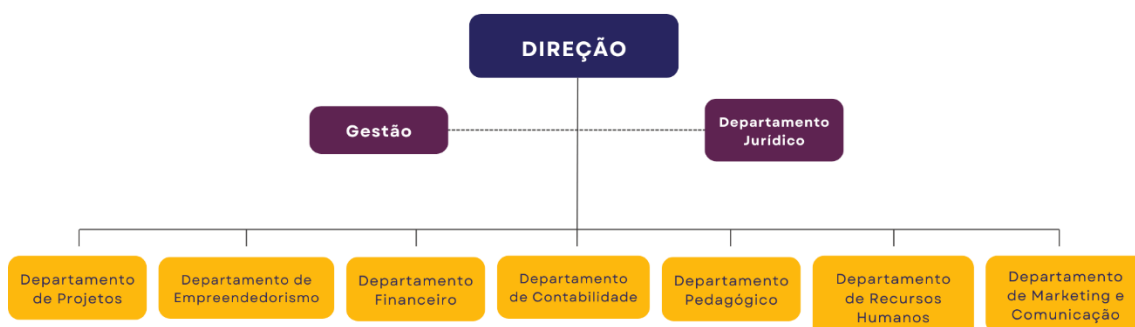 DIREÇÃO
Gestão
Departamento
Jurídico
Departamento
de Projetos
Departamento de
Empreendedorismo
Departamento
Financeiro
Departamento
de Contabilidade
Departamento
Pedagógico
Departamento
de Recursos
Humanos
Departamento
de Marketing e
Comunicação